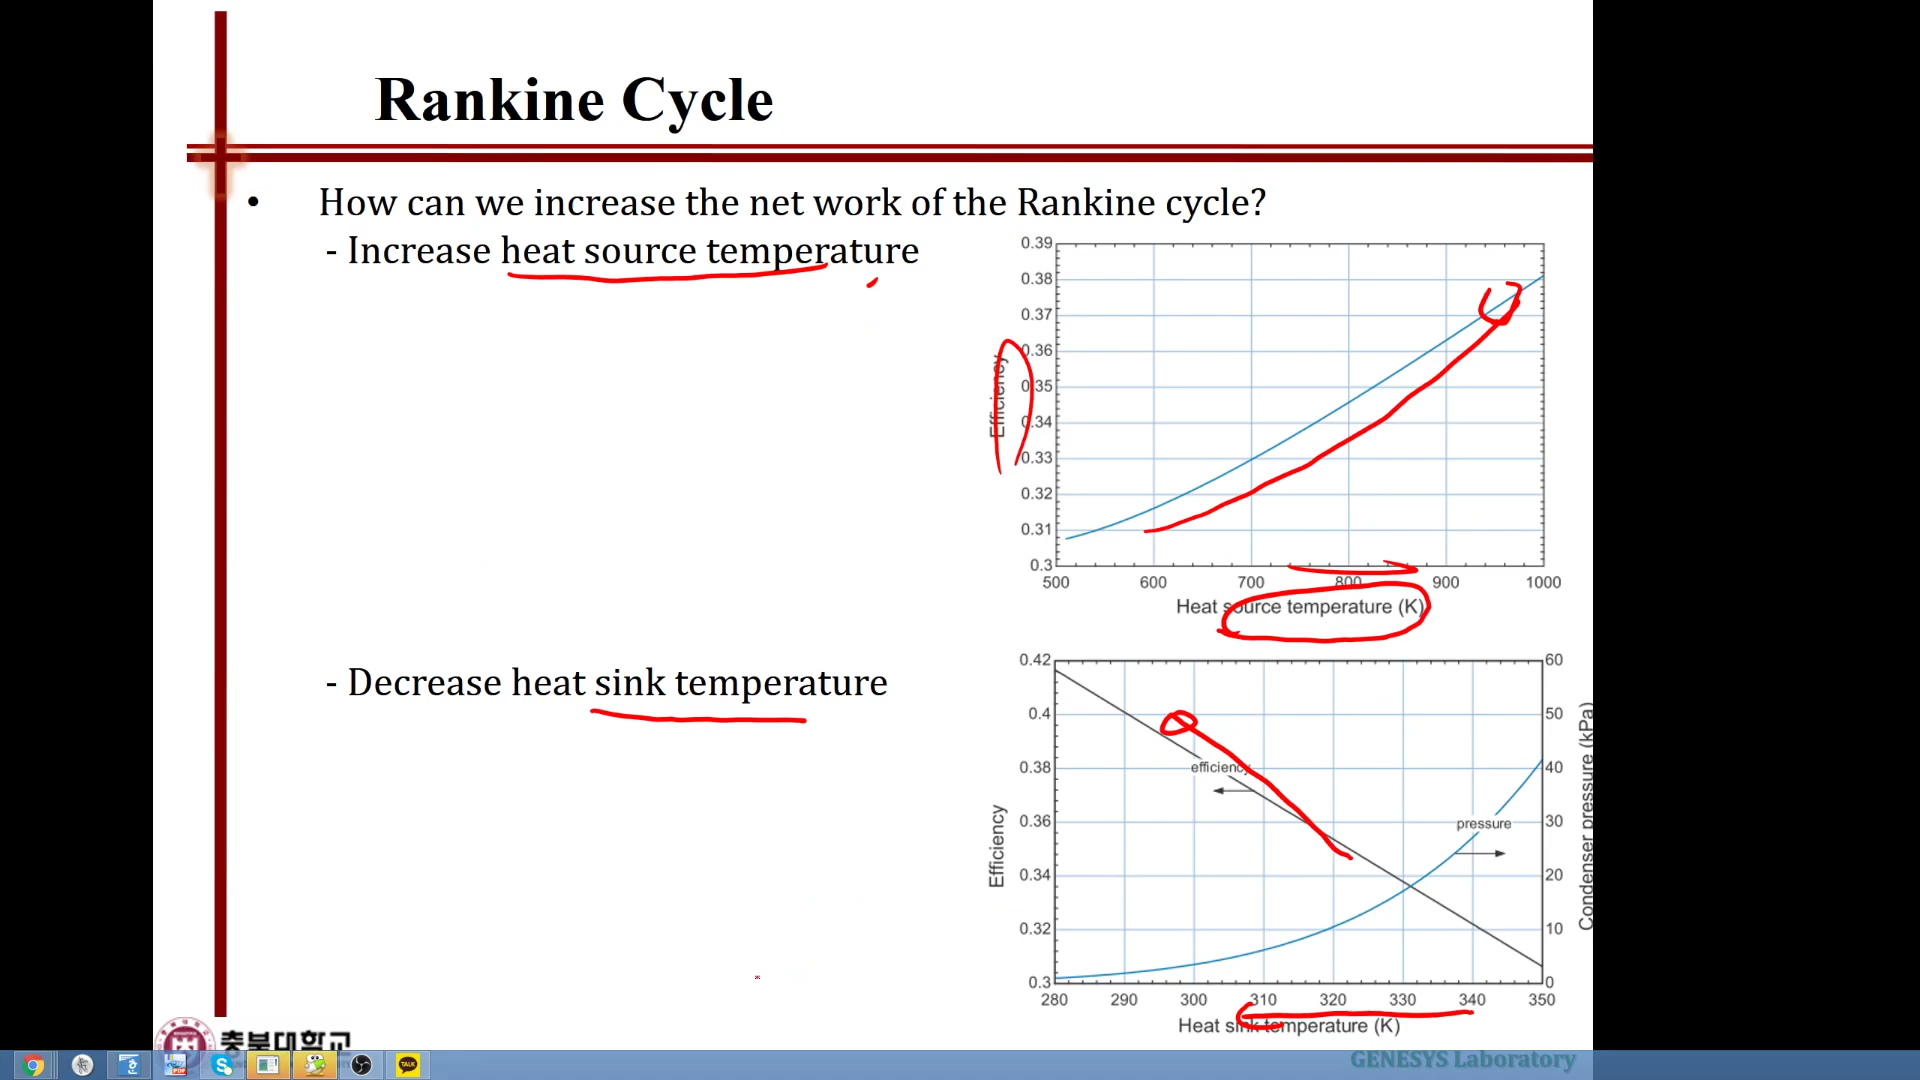 Rankine Cycle
• How can we increase the net work of the Rankine cycle?
- Increase heat source temperature
0.39
0.38
0.37
0.36
0.35
0.34
0.33
0.32
0.31
0.3
Efficiency
500 600 700 800 900 1000
Heat source temperature (K)
- Decrease heat sink temperature
0.42
0.4
0.38
0.36
0.34
0.32
0.3
Efficiency
efficiency
pressure
60
50
40
30
20
10
0
Condenser pressure (kPa)
280 290 300 310 320 330 340 350
Heat sink temperature (K)
충북대학교
GENESYS Laboratory
PDF
TALK